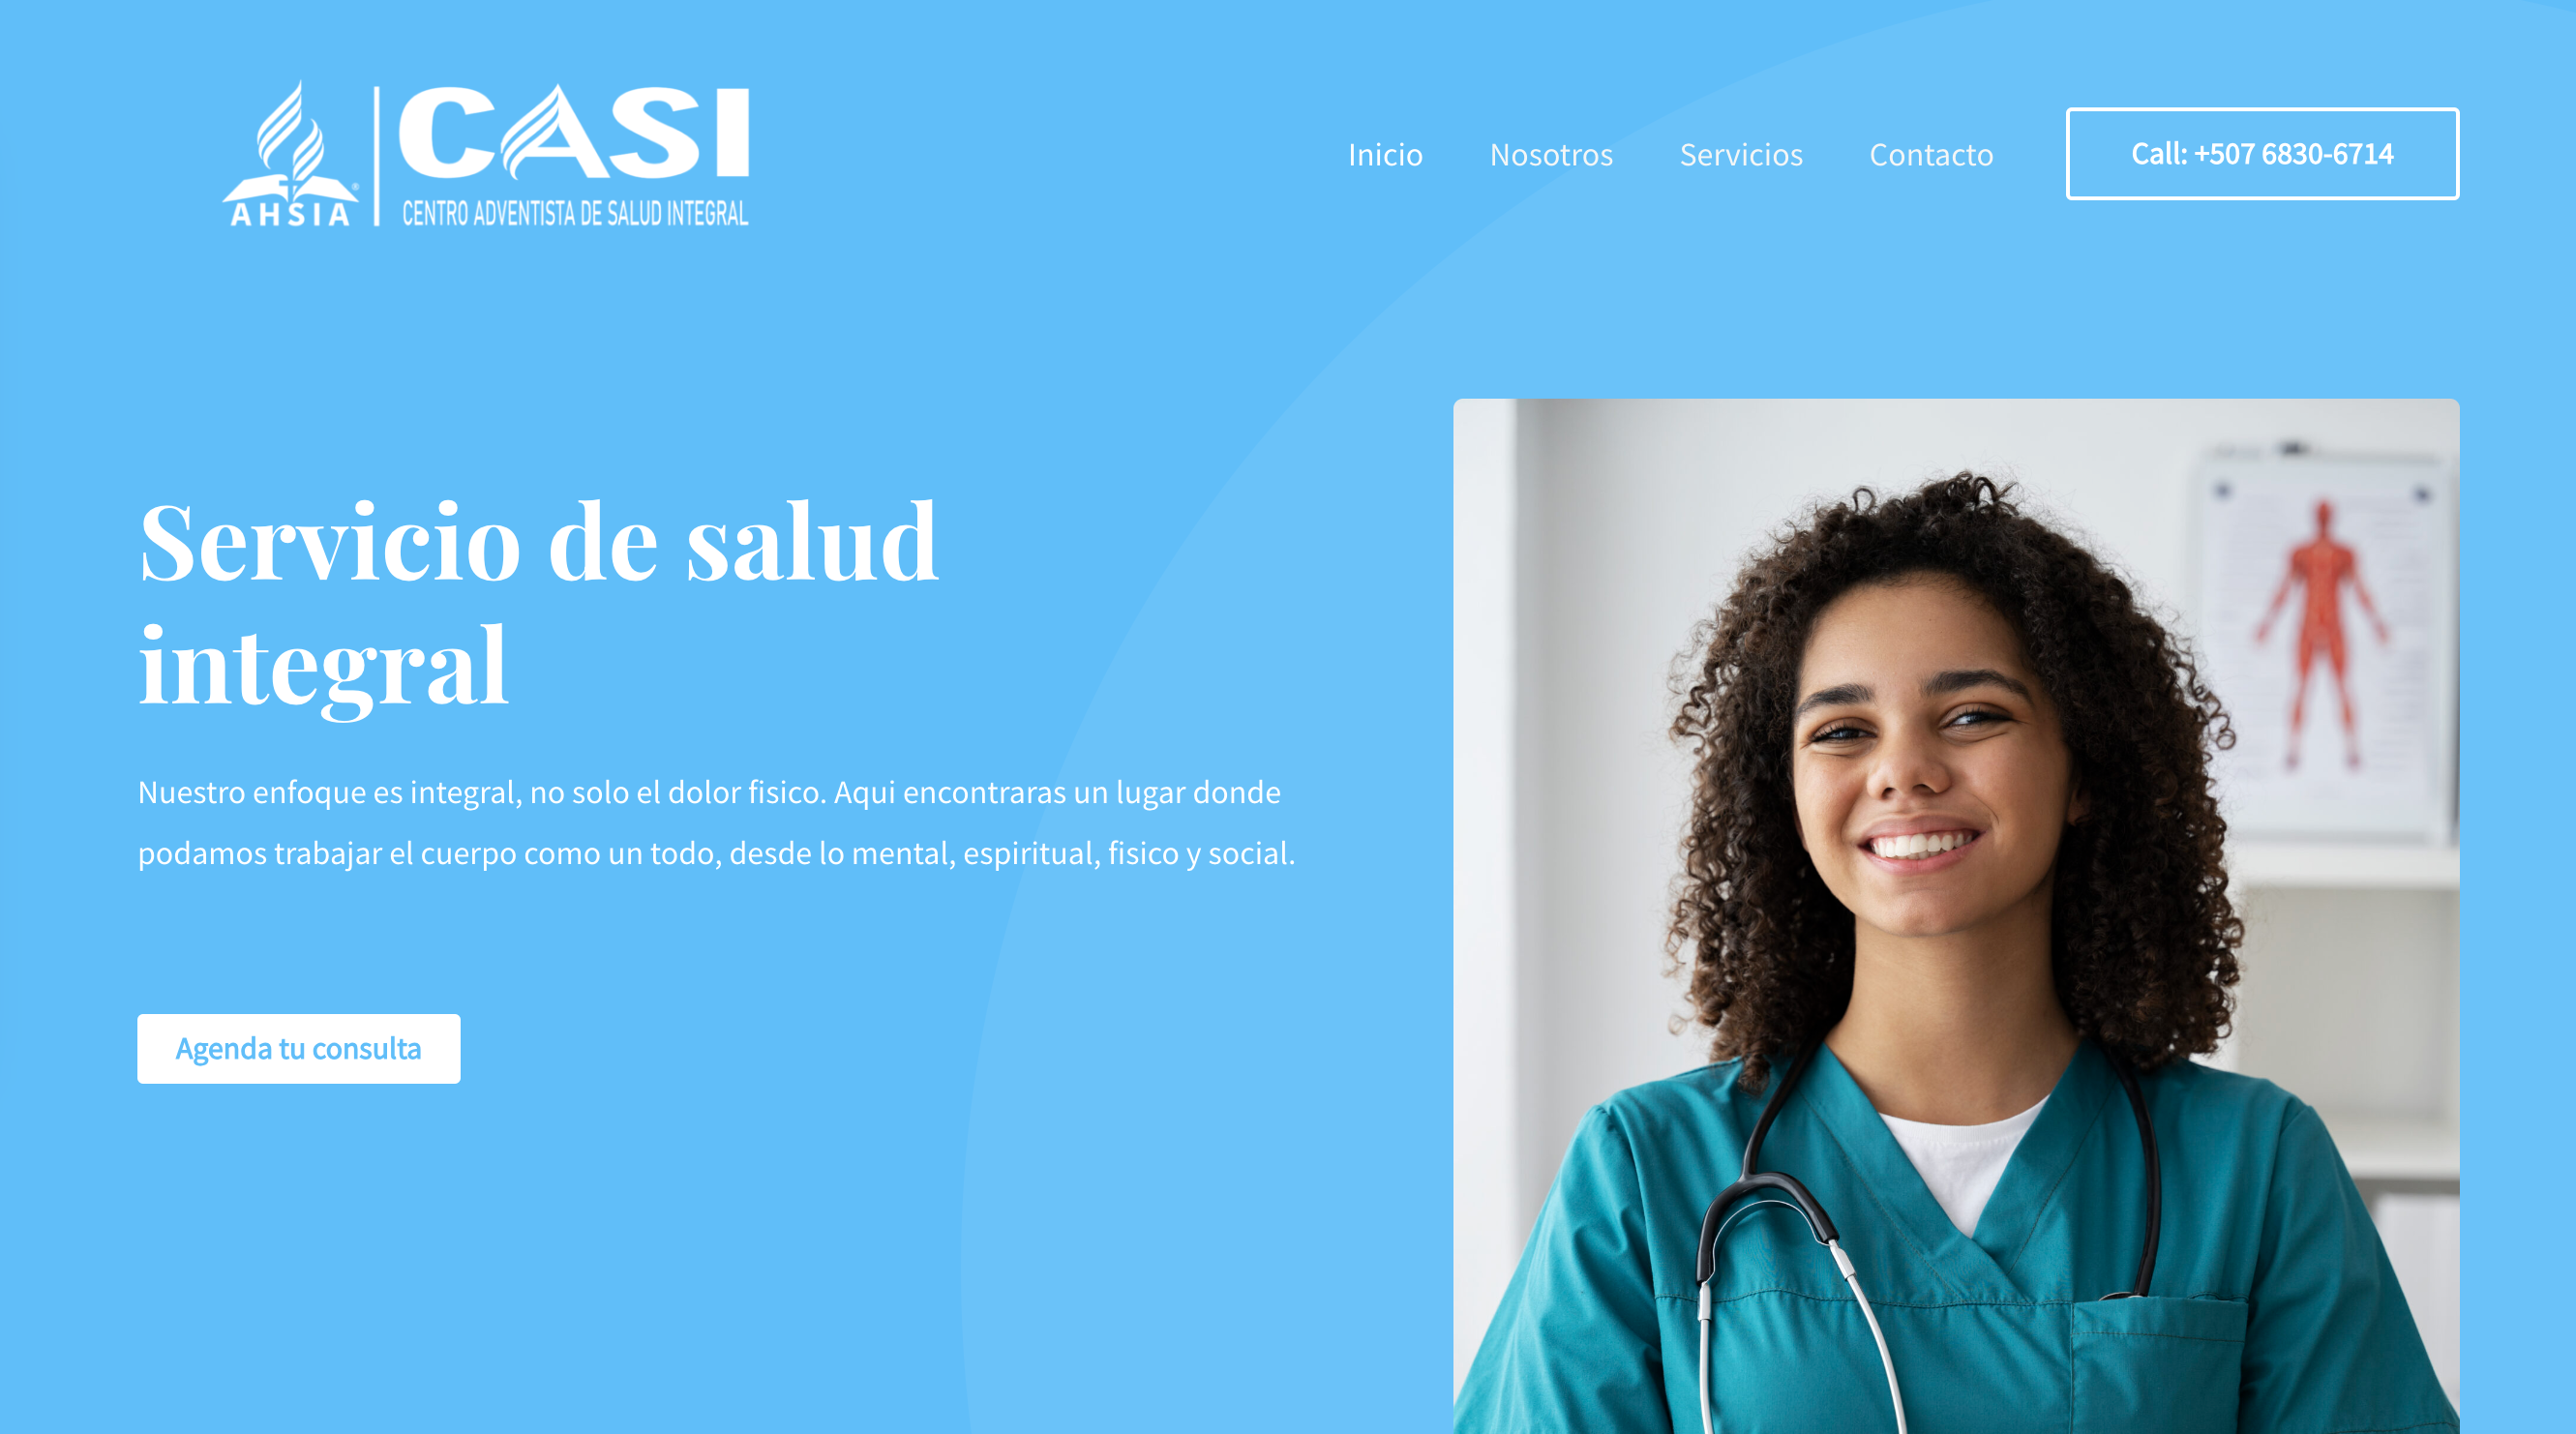 CASI
AHSIA®
CENTRO ADVENTISTA DE SALUD INTEGRAL
Inicio
Nosotros
Servicios
Contacto
Call: +507 6830-6714
Servicio de salud
integral
Nuestro enfoque es integral, no solo el dolor fisico. Aqui encontraras un lugar donde
podamos trabajar el cuerpo como un todo, desde lo mental, espiritual, fisico y social.
Agenda tu consulta